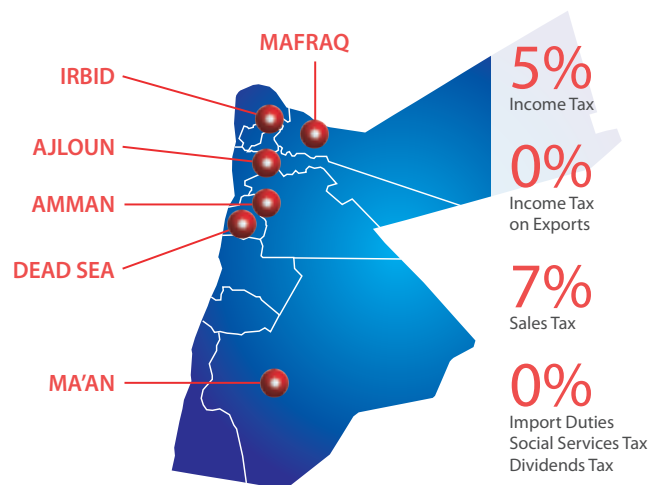 MAFRAQ
IRBID
AJLOUN
AMMAN
DEAD SEA
MA'AN
5%
Income Tax
0%
Income Tax
on Exports
7%
Sales Tax
0%
Import Duties
Social Services Tax
Dividends Tax